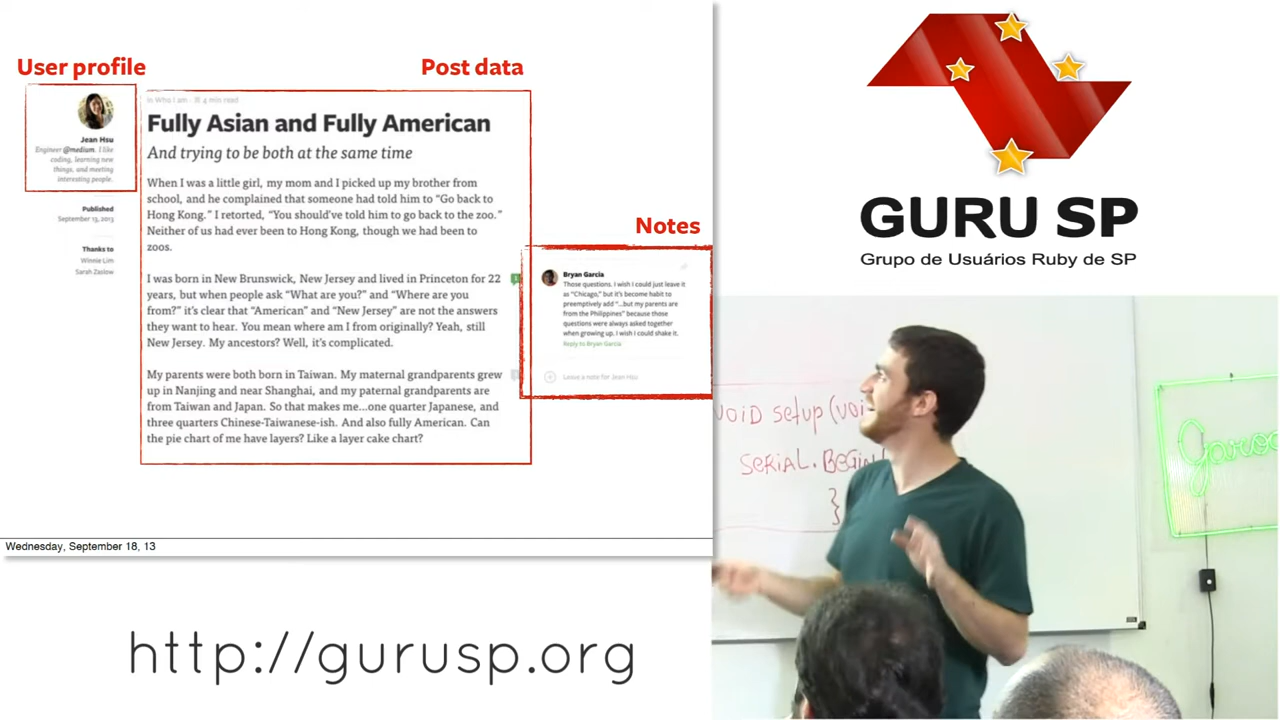 User profile
Post data
in Who I am · 4 min read
Fully Asian and Fully American
And trying to be both at the same time
Jean Hsu
Engineer @medium. I like
coding, learning new
things, and meeting
interesting people.
Published
September 13, 2013
Thanks to
Winnie Lim
Sarah Zaslow
When I was a little girl, my mom and I picked up my brother from
school, and he complained that someone had told him to “Go back to
Hong Kong.” I retorted, “You should’ve told him to go back to the zoo.”
Neither of us had ever been to Hong Kong, though we had been to
zoos.
I was born in New Brunswick, New Jersey and lived in Princeton for 22
years, but when people ask “What are you?” and “Where are you
from?” it’s clear that “American” and “New Jersey” are not the answers
they want to hear. You mean where am I from originally? Yeah, still
New Jersey. My ancestors? Well, it’s complicated.
My parents were both born in Taiwan. My maternal grandparents grew
up in Nanjing and near Shanghai, and my paternal grandparents are
from Taiwan and Japan. So that makes me...one quarter Japanese, and
three quarters Chinese-Taiwanese-ish. And also fully American. Can
the pie chart of me have layers? Like a layer cake chart?
Notes
1
Bryan Garcia
Those questions. I wish I could just leave it
as “Chicago,” but it’s become habit to
preemptively add “...but my parents are
from the Philippines” because those
questions were always asked together
when growing up. I wish I could shake it.
Reply to Bryan Garcia
Leave a note for Jean Hsu
Wednesday, September 18, 13
http://gurusp.org
GURU SP
Grupo de Usuários Ruby de SP
VOID SETUP (VOI
SERIAL.BEGIN(
}
Garoa